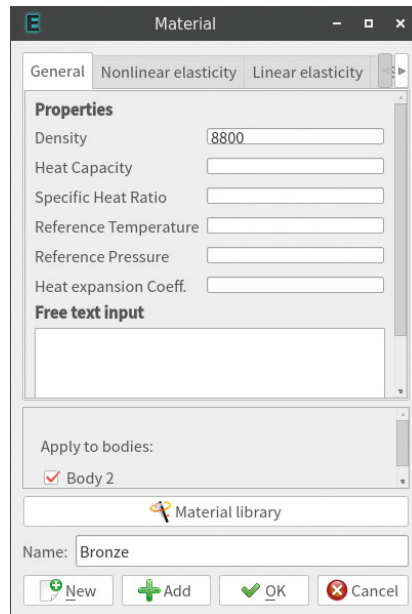 E Material
General Nonlinear elasticity Linear elasticity
Properties
Density 8800
Heat Capacity
Specific Heat Ratio
Reference Temperature
Reference Pressure
Heat expansion Coeff.
Free text input
Apply to bodies:
Body 2
Material library
Name: Bronze
New Add OK Cancel